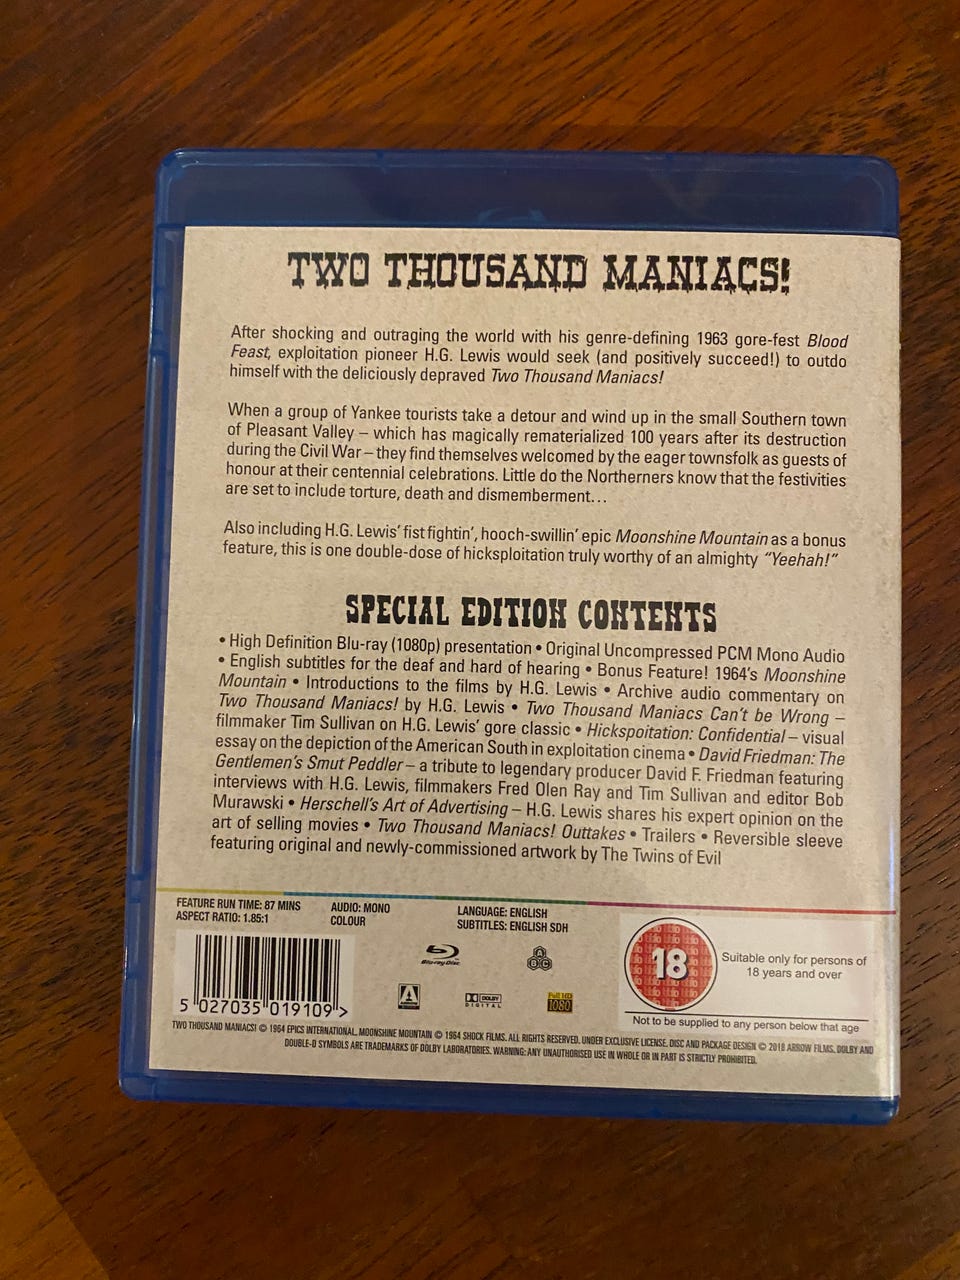 TWO THOUSAND MANIACS!
After shocking and outraging the world with his genre-defining 1963 gore-fest Blood
Feast, exploitation pioneer H.G. Lewis would seek (and positively succeed!) to outdo
himself with the deliciously depraved Two Thousand Maniacs!
When a group of Yankee tourists take a detour and wind up in the small Southern town
of Pleasant Valley – which has magically rematerialized 100 years after its destruction
during the Civil War – they find themselves welcomed by the eager townsfolk as guests of
honour at their centennial celebrations. Little do the Northerners know that the festivities
are set to include torture, death and dismemberment…
Also including H.G. Lewis' fist fightin', hooch-swillin' epic Moonshine Mountain as a bonus
feature, this is one double-dose of hicksploitation truly worthy of an almighty "Yeehah!"
SPECIAL EDITION CONTENTS
• High Definition Blu-ray (1080p) presentation • Original Uncompressed PCM Mono Audio
• English subtitles for the deaf and hard of hearing • Bonus Feature! 1964's Moonshine
Mountain • Introductions to the films by H.G. Lewis • Archive audio commentary on
Two Thousand Maniacs! by H.G. Lewis • Two Thousand Maniacs Can't be Wrong –
filmmaker Tim Sullivan on H.G. Lewis' gore classic • Hickspoitation: Confidential – visual
essay on the depiction of the American South in exploitation cinema • David Friedman: The
Gentlemen's Smut Peddler – a tribute to legendary producer David F. Friedman featuring
interviews with H.G. Lewis, filmmakers Fred Olen Ray and Tim Sullivan and editor Bob
Murawski • Herschell's Art of Advertising – H.G. Lewis shares his expert opinion on the
art of selling movies • Two Thousand Maniacs! Outtakes • Trailers • Reversible sleeve
featuring original and newly-commissioned artwork by The Twins of Evil
FEATURE RUN TIME: 87 MINS
ASPECT RATIO: 1.85:1
AUDIO: MONO
COLOUR
LANGUAGE: ENGLISH
SUBTITLES: ENGLISH SDH
5 027035 019109 >
Blu-ray Disc
A B C
ARROW
DOLBY
DIGITAL
Full HD
1080
18
Suitable only for persons of
18 years and over
Not to be supplied to any person below that age
TWO THOUSAND MANIACS! © 1964 EPICS INTERNATIONAL. MOONSHINE MOUNTAIN © 1964 SHOCK FILMS. ALL RIGHTS RESERVED. UNDER EXCLUSIVE LICENSE. DISC AND PACKAGE DESIGN © 2018 ARROW FILMS. DOLBY AND
DOUBLE-D SYMBOLS ARE TRADEMARKS OF DOLBY LABORATORIES. WARNING: ANY UNAUTHORISED USE IN WHOLE OR IN PART IS STRICTLY PROHIBITED.